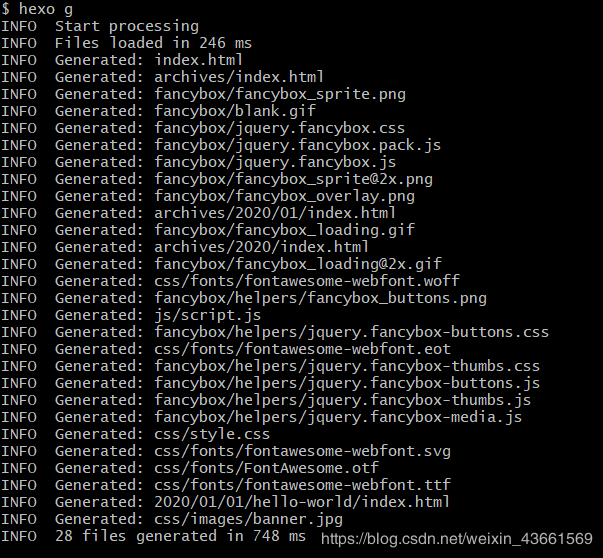 $ hexo g
INFO  Start processing
INFO  Files loaded in 246 ms
INFO  Generated: index.html
INFO  Generated: archives/index.html
INFO  Generated: fancybox/fancybox_sprite.png
INFO  Generated: fancybox/blank.gif
INFO  Generated: fancybox/jquery.fancybox.css
INFO  Generated: fancybox/jquery.fancybox.pack.js
INFO  Generated: fancybox/jquery.fancybox.js
INFO  Generated: fancybox/fancybox_sprite@2x.png
INFO  Generated: fancybox/fancybox_overlay.png
INFO  Generated: archives/2020/01/index.html
INFO  Generated: fancybox/fancybox_loading.gif
INFO  Generated: archives/2020/index.html
INFO  Generated: fancybox/fancybox_loading@2x.gif
INFO  Generated: css/fonts/fontawesome-webfont.woff
INFO  Generated: fancybox/helpers/fancybox_buttons.png
INFO  Generated: js/script.js
INFO  Generated: fancybox/helpers/jquery.fancybox-buttons.css
INFO  Generated: css/fonts/fontawesome-webfont.eot
INFO  Generated: fancybox/helpers/jquery.fancybox-thumbs.css
INFO  Generated: fancybox/helpers/jquery.fancybox-buttons.js
INFO  Generated: fancybox/helpers/jquery.fancybox-thumbs.js
INFO  Generated: fancybox/helpers/jquery.fancybox-media.js
INFO  Generated: css/style.css
INFO  Generated: css/fonts/fontawesome-webfont.svg
INFO  Generated: css/fonts/FontAwesome.otf
INFO  Generated: css/fonts/fontawesome-webfont.ttf
INFO  Generated: 2020/01/01/hello-world/index.html
INFO  Generated: css/images/banner.jpg
INFO  28 files generated in 748 ms
https://blog.csdn.net/weixin_43661569